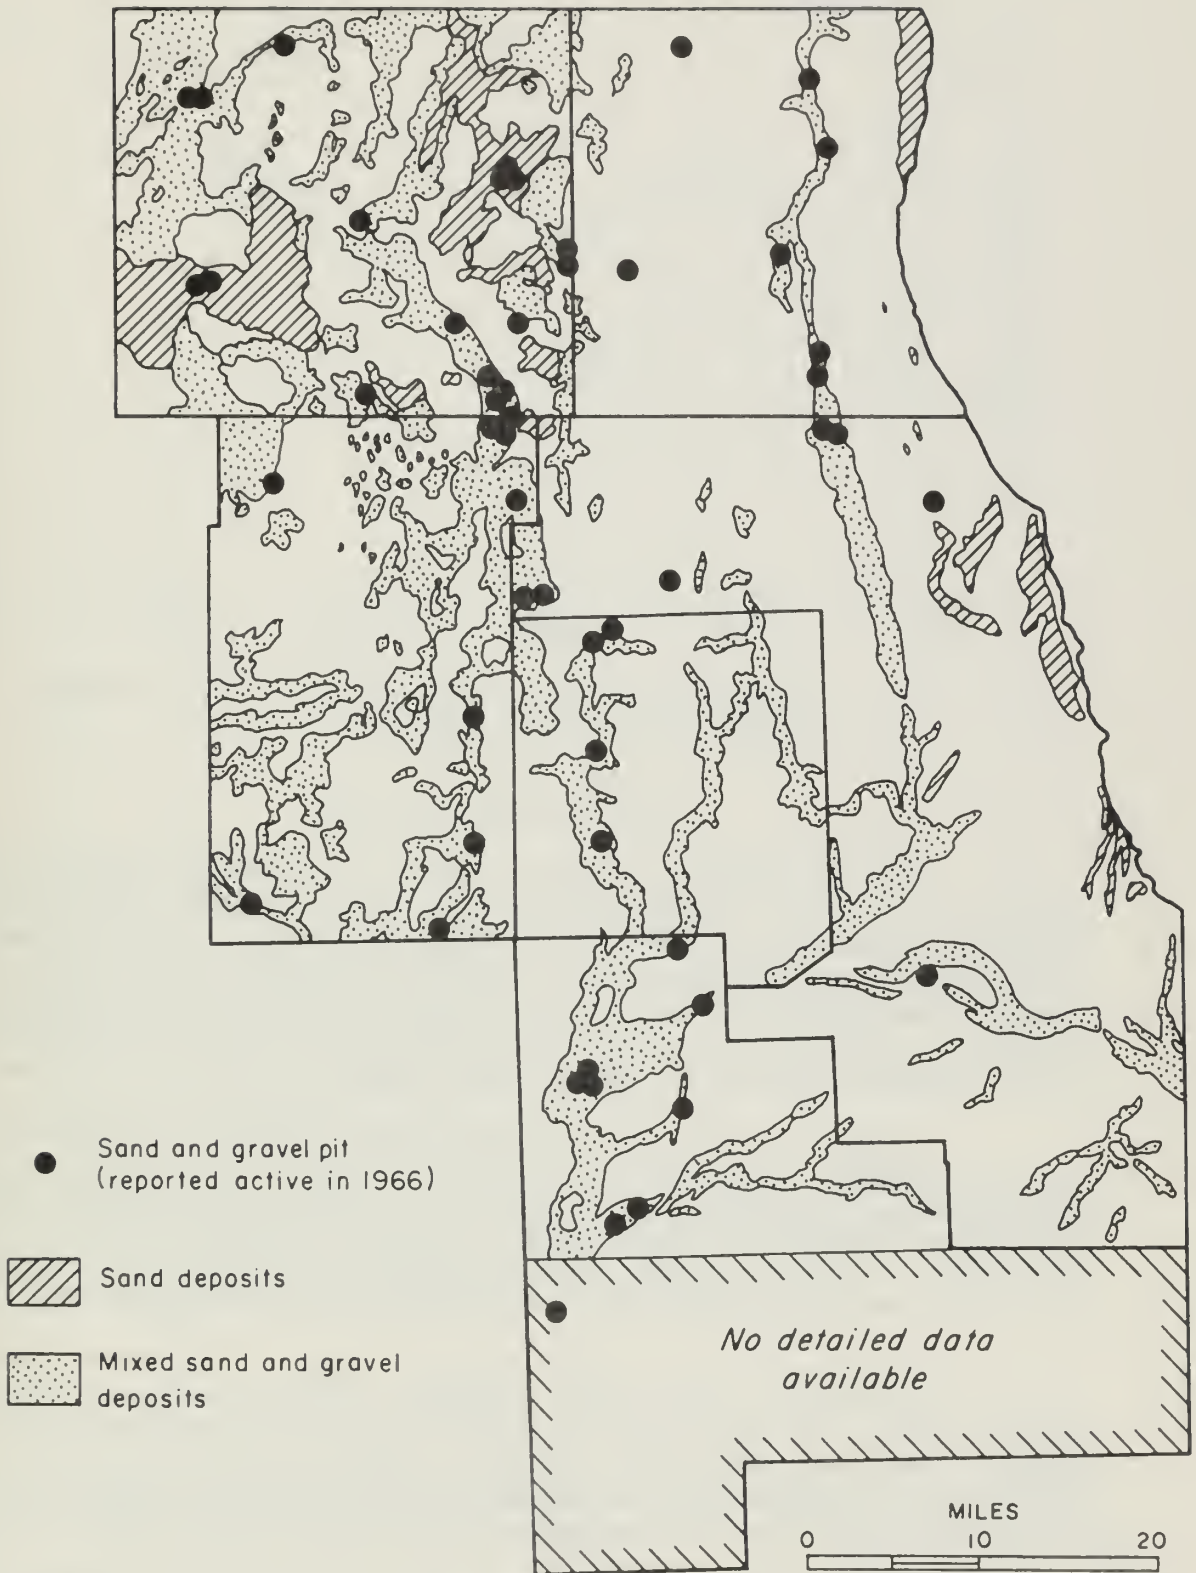 Sand and gravel pit
(reported active in 1966)
Sand deposits
Mixed sand and gravel
deposits
No detailed data
available
MILES
0 10 20